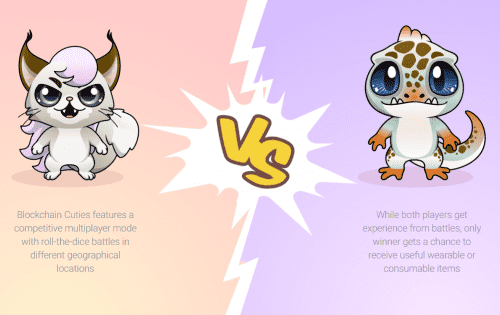 VS
Blockchain Cuties features a
competitive multiplayer mode
with roll-the-dice battles in
different geographical
locations
While both players get
experience from battles, only
winner gets a chance to
receive useful wearable or
consumable items